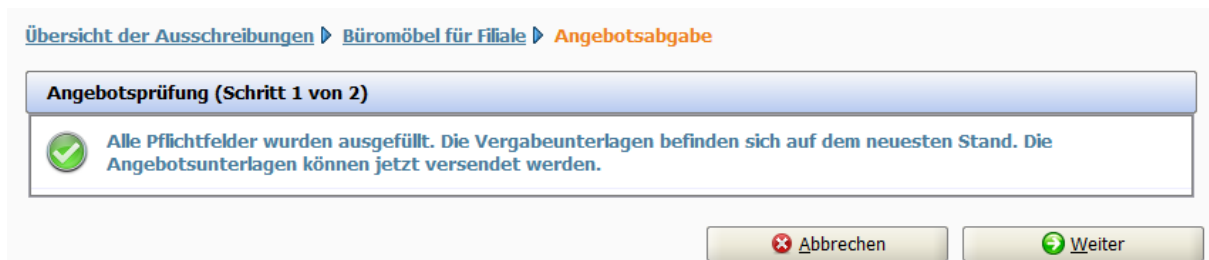 Übersicht der Ausschreibungen Büromöbel für Filiale Angebotsabgabe
Angebotsprüfung (Schritt 1 von 2)
Alle Pflichtfelder wurden ausgefüllt. Die Vergabeunterlagen befinden sich auf dem neuesten Stand. Die
Angebotsunterlagen können jetzt versendet werden.
Abbrechen Weiter